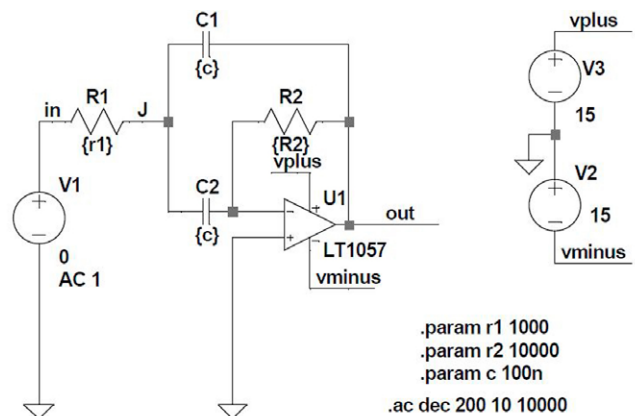 C1
{c}
in
R1
{r1}
J
R2
{R2}
vplus
C2
{c}
U1
LT1057
vminus
out
V1
0
AC 1
vplus
V3
15
V2
15
vminus
.param r1 1000
.param r2 10000
.param c 100n
.ac dec 200 10 10000